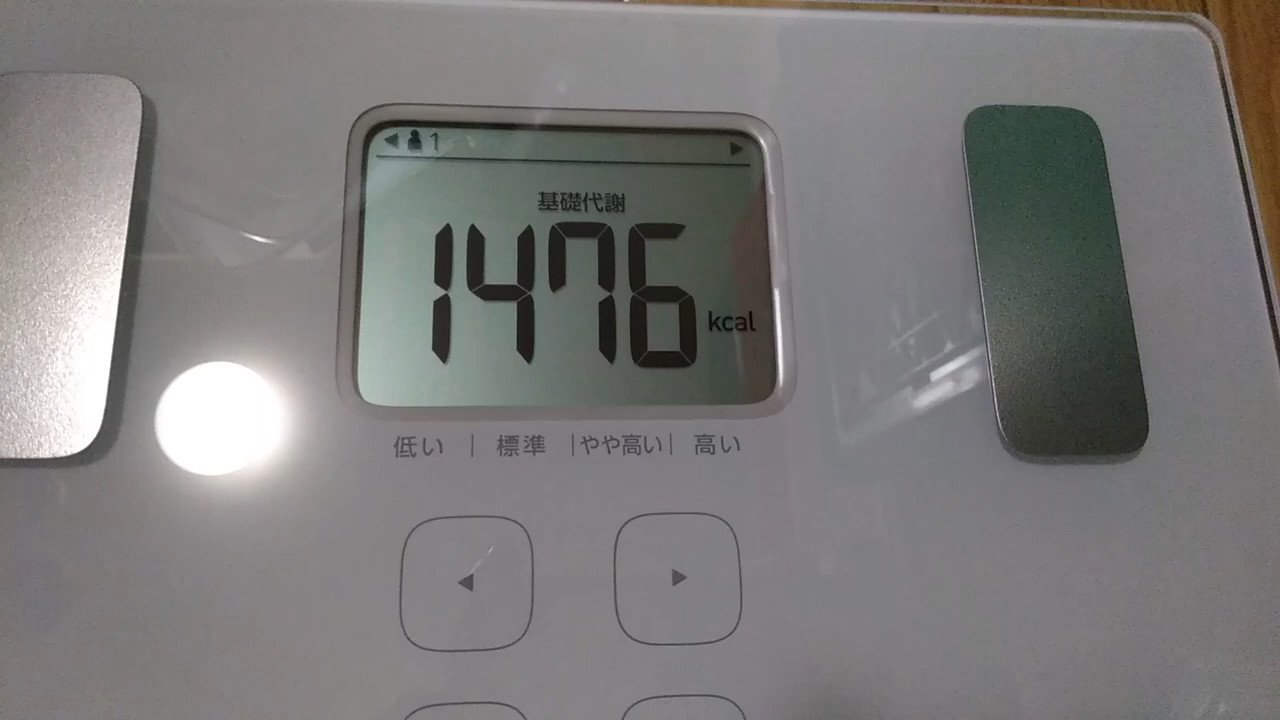 1
基礎代謝
1476 kcal
低い | 標準 | やや高い | 高い